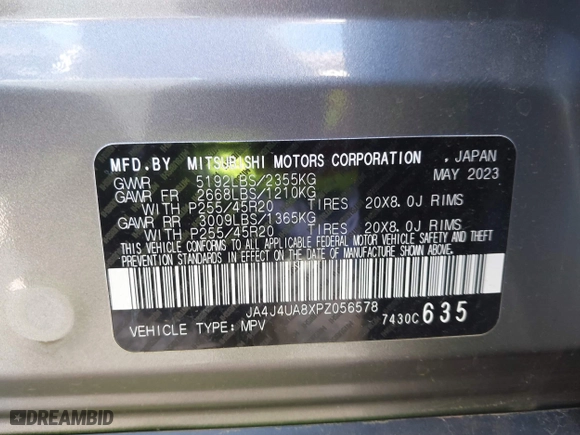 MFD.BY MITSUBISHI MOTORS CORPORATION , JAPAN
GVWR 5192LBS/2355KG MAY 2023
GAWR FR 2668LBS/1210KG
WITH P255/45R20 TIRES 20X8.0J RIMS
GAWR RR 3009LBS/1365KG
WITH P255/45R20 TIRES 20X8.0J RIMS
THIS VEHICLE CONFORMS TO ALL APPLICABLE FEDERAL MOTOR VEHICLE SAFETY AND THEFT
PREVENTION STANDARDS IN EFFECT ON THE DATE OF MANUFACTURE SHOWN ABOVE.
JA4J4UA8XPZ056578
VEHICLE TYPE: MPV 7430C 635
DREAMBID